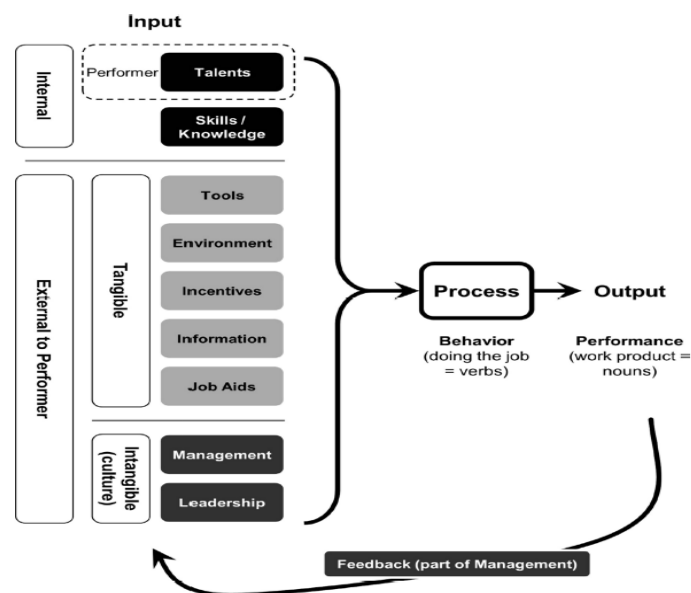 Input
Internal
Performer
Talents
Skills /
Knowledge
External to Performer
Tangible
Tools
Environment
Incentives
Information
Job Aids
Intangible
(culture)
Management
Leadership
Process
Behavior
(doing the job
= verbs)
Output
Performance
(work product =
nouns)
Feedback (part of Management)